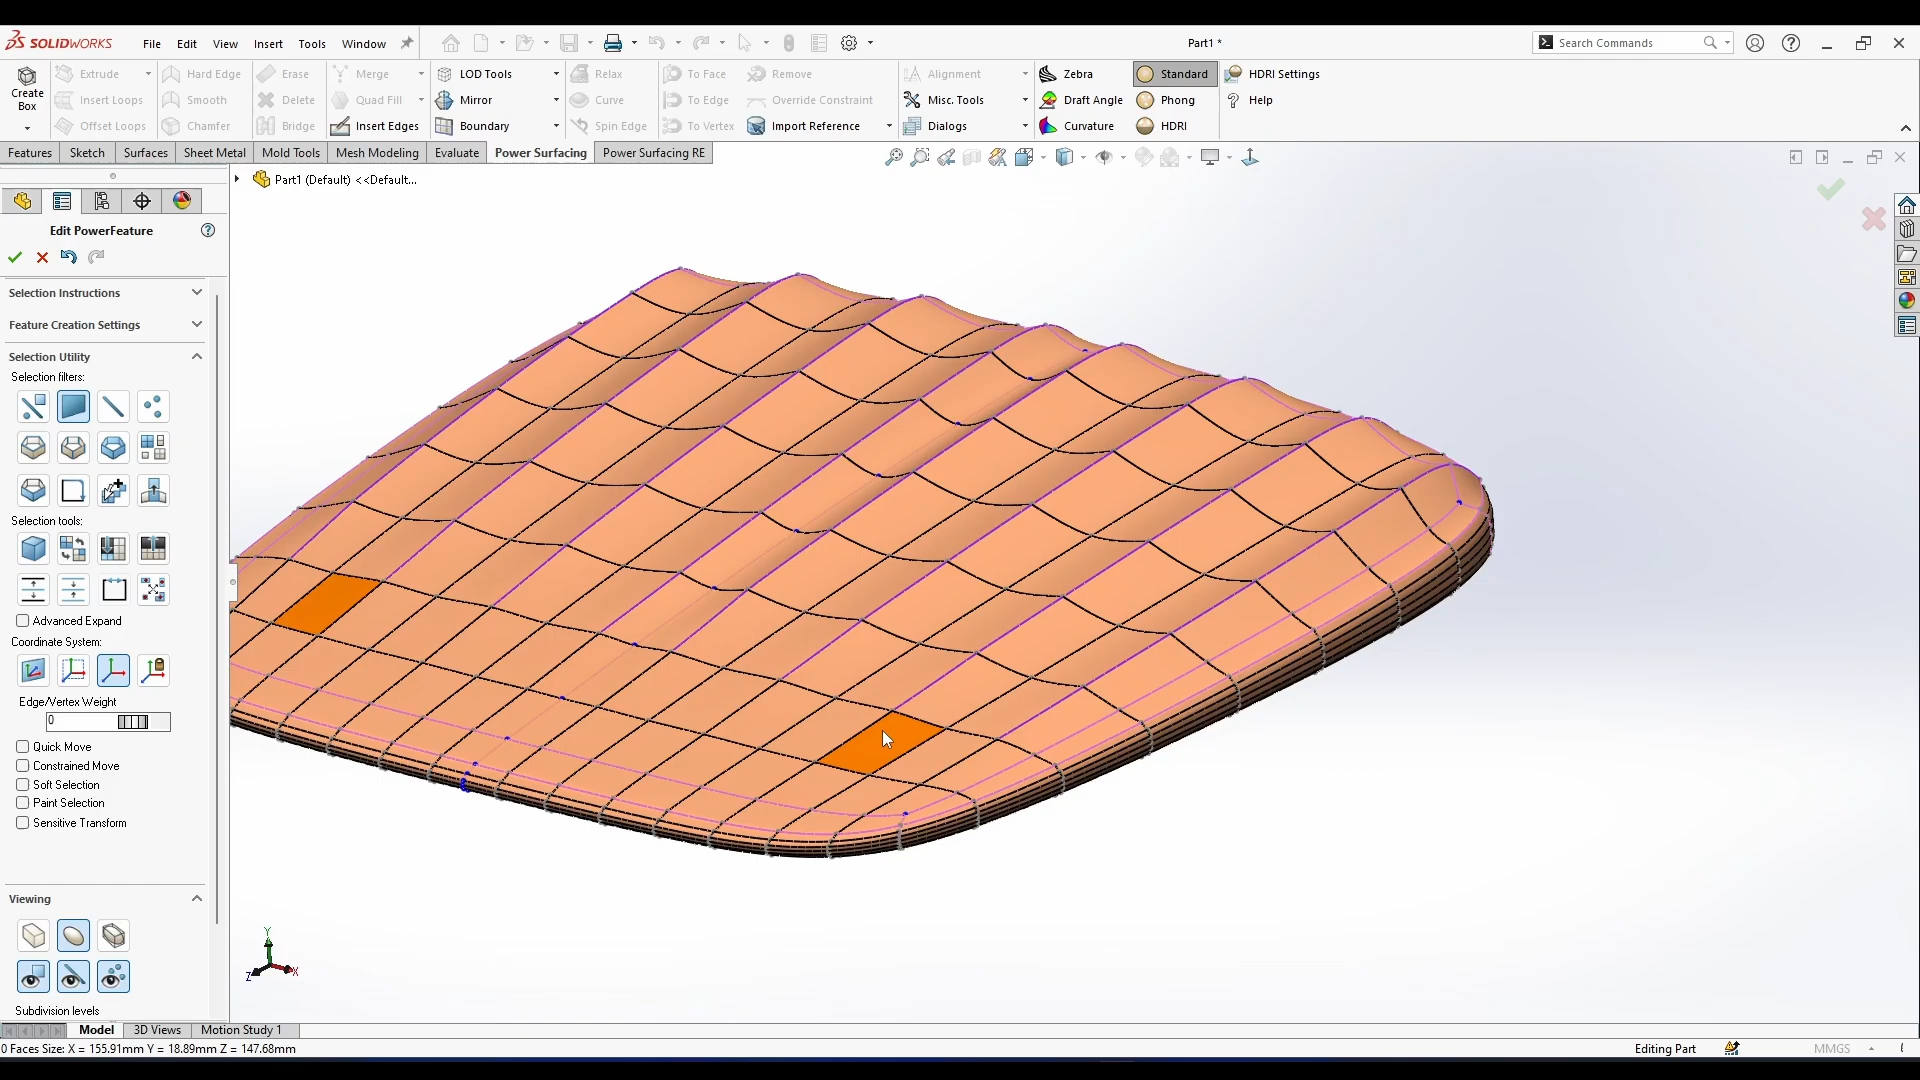 SOLIDWORKS File Edit View Insert Tools Window Part1 * Search Commands
Create Box
Extrude Hard Edge Erase Merge LOD Tools Relax To Face Remove Alignment Zebra Standard HDRI Settings
Insert Loops Smooth Delete Quad Fill Mirror Curve To Edge Override Constraint Misc. Tools Draft Angle Phong Help
Offset Loops Chamfer Bridge Insert Edges Boundary Spin Edge To Vertex Import Reference Dialogs Curvature HDRI
Features Sketch Surfaces Sheet Metal Mold Tools Mesh Modeling Evaluate Power Surfacing Power Surfacing RE
Part1 (Default) <<Default...
Edit PowerFeature
Selection Instructions
Feature Creation Settings
Selection Utility
Selection filters:
Selection tools:
Advanced Expand
Coordinate System:
Edge/Vertex Weight
0
Quick Move
Constrained Move
Soft Selection
Paint Selection
Sensitive Transform
Viewing
Y
Z X
Subdivision levels
Model 3D Views Motion Study 1
0 Faces Size: X = 155.91mm Y = 18.89mm Z = 147.68mm Editing Part MMGS